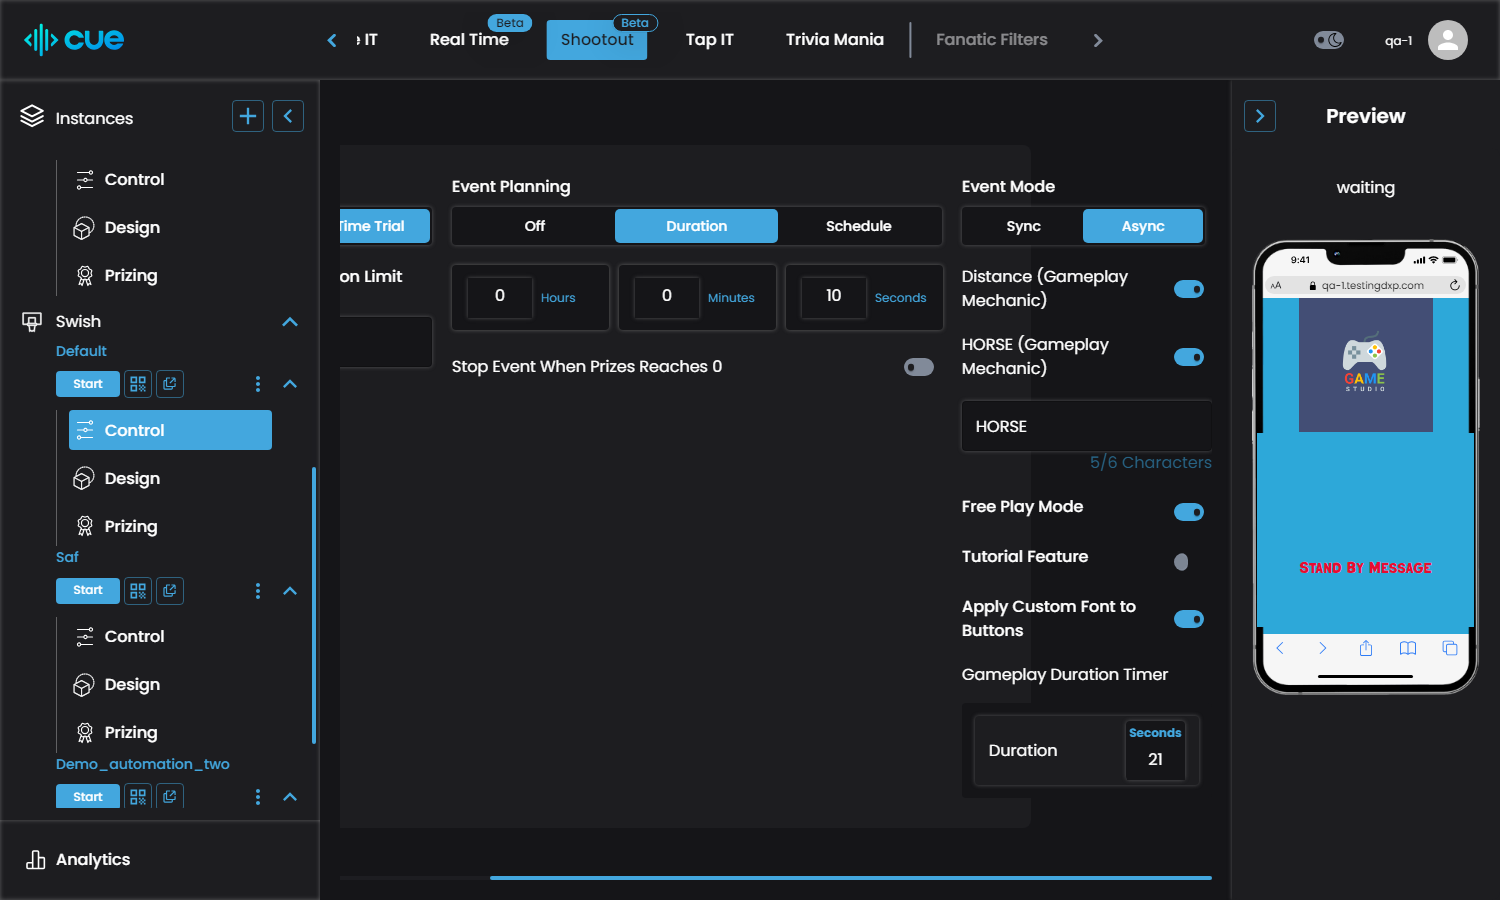 cue
e IT
Real Time
Beta
Shootout
Beta
Tap IT
Trivia Mania
Fanatic Filters
qa-1
Instances
Control
Design
Prizing
Swish
Default
Start
Control
Design
Prizing
Saf
Start
Control
Design
Prizing
Demo_automation_two
Start
Analytics
Time Trial
on Limit
Event Planning
Off
Duration
Schedule
0 Hours
0 Minutes
10 Seconds
Stop Event When Prizes Reaches 0
Event Mode
Sync
Async
Distance (Gameplay
Mechanic)
HORSE (Gameplay
Mechanic)
HORSE
5/6 Characters
Free Play Mode
Tutorial Feature
Apply Custom Font to
Buttons
Gameplay Duration Timer
Duration
Seconds
21
Preview
waiting
9:41
AA
qa-1.testingdxp.com
GAME
STUDIO
Stand By Message